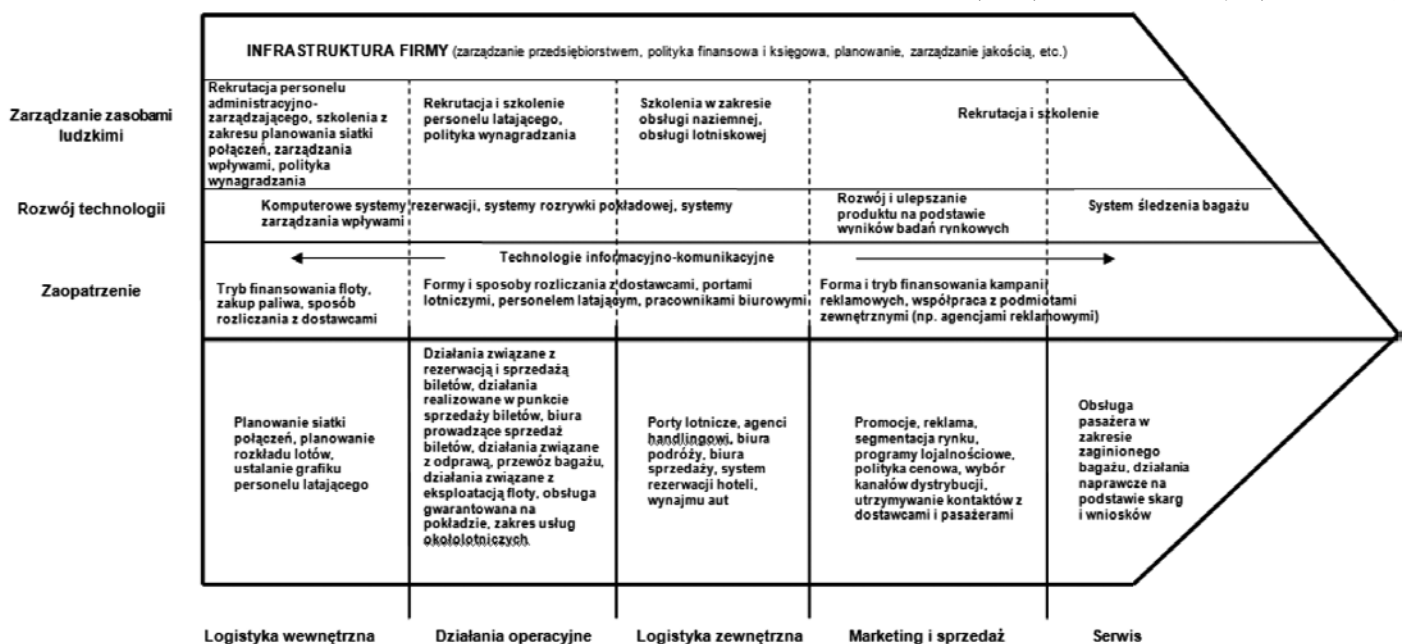 INFRASTRUKTURA FIRMY (zarządzanie przedsiębiorstwem, polityka finansowa i księgowa, planowanie, zarządzanie jakością, etc.)
Zarządzanie zasobami
ludzkimi
Rekrutacja personelu
administracyjno-
zarządzającego, szkolenia z
zakresu planowania siatki
połączeń, zarządzania
wpływami, polityka
wynagradzania
Rekrutacja i szkolenie
personelu latającego,
polityka wynagradzania
Szkolenia w zakresie
obsługi naziemnej,
obsługi lotniskowej
Rekrutacja i szkolenie
Rozwój technologii
Komputerowe systemy rezerwacji, systemy rozrywki pokładowej, systemy
zarządzania wpływami
Rozwój i ulepszanie
produktu na podstawie
wyników badań rynkowych
System śledzenia bagażu
Technologie informacyjno-komunikacyjne
Zaopatrzenie
Tryb finansowania floty,
zakup paliwa, sposób
rozliczania z dostawcami
Formy i sposoby rozliczania z dostawcami, portami
lotniczymi, personelem latającym, pracownikami biurowymi
Forma i tryb finansowania kampanii
reklamowych, współpraca z podmiotami
zewnętrznymi (np. agencjami reklamowymi)
Planowanie siatki
połączeń, planowanie
rozkładu lotów,
ustalanie grafiku
personelu latającego
Działania związane z
rezerwacją i sprzedażą
biletów, działania
realizowane w punkcie
sprzedaży biletów, biura
prowadzące sprzedaż
biletów, działania związane
z odprawą, przewóz bagażu,
działania związane z
eksploatacją floty, obsługa
gwarantowana na
pokładzie, zakres usług
okołolotniczych
Porty lotnicze, agenci
handlingowi, biura
podróży, biura
sprzedaży, system
rezerwacji hoteli,
wynajmu aut
Promocje, reklama,
segmentacja rynku,
programy lojalnościowe,
polityka cenowa, wybór
kanałów dystrybucji,
utrzymywanie kontaktów z
dostawcami i pasażerami
Obsługa
pasażera w
zakresie
zaginionego
bagażu, działania
naprawcze na
podstawie skarg
i wniosków
Logistyka wewnętrzna
Działania operacyjne
Logistyka zewnętrzna
Marketing i sprzedaż
Serwis